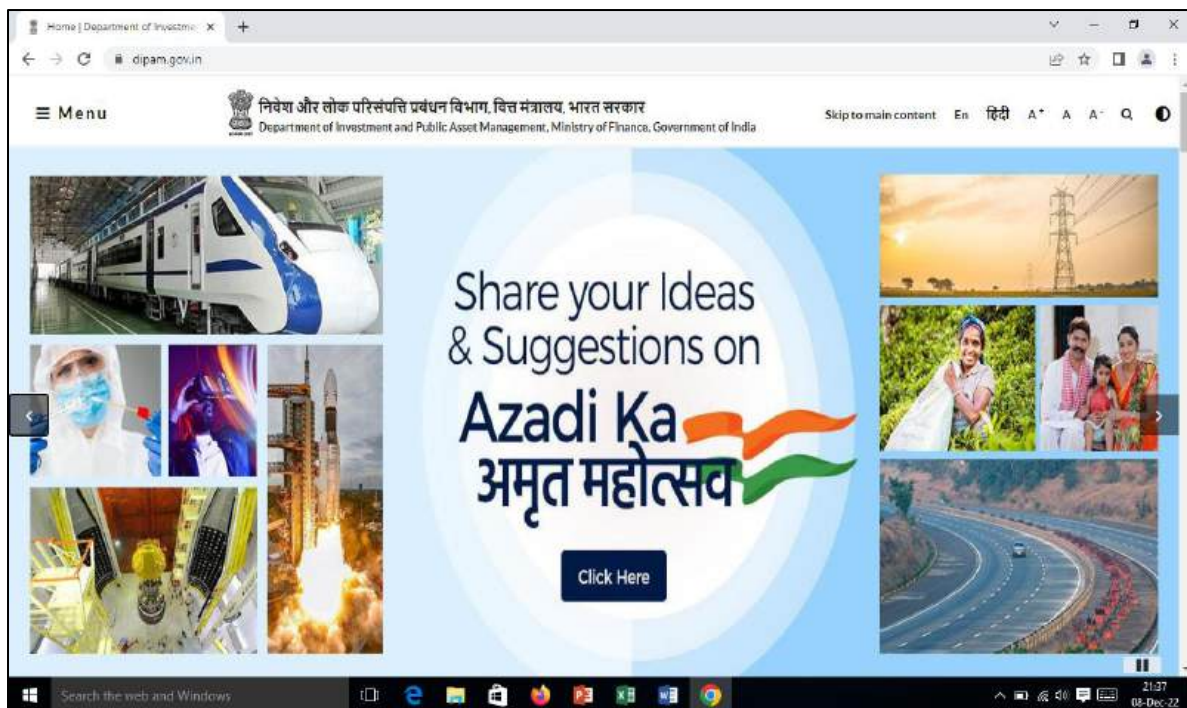 Home | Department of Investme
dipam.gov.in
Menu
निवेश और लोक परिसंपत्ति प्रबंधन विभाग, वित्त मंत्रालय, भारत सरकार
Department of Investment and Public Asset Management, Ministry of Finance, Government of India
Skip to main content En हिंदी A+ A A-
Share your Ideas
& Suggestions on
Azadi Ka
अमृत महोत्सव
Click Here
Search the web and Windows
21:37
08-Dec-22